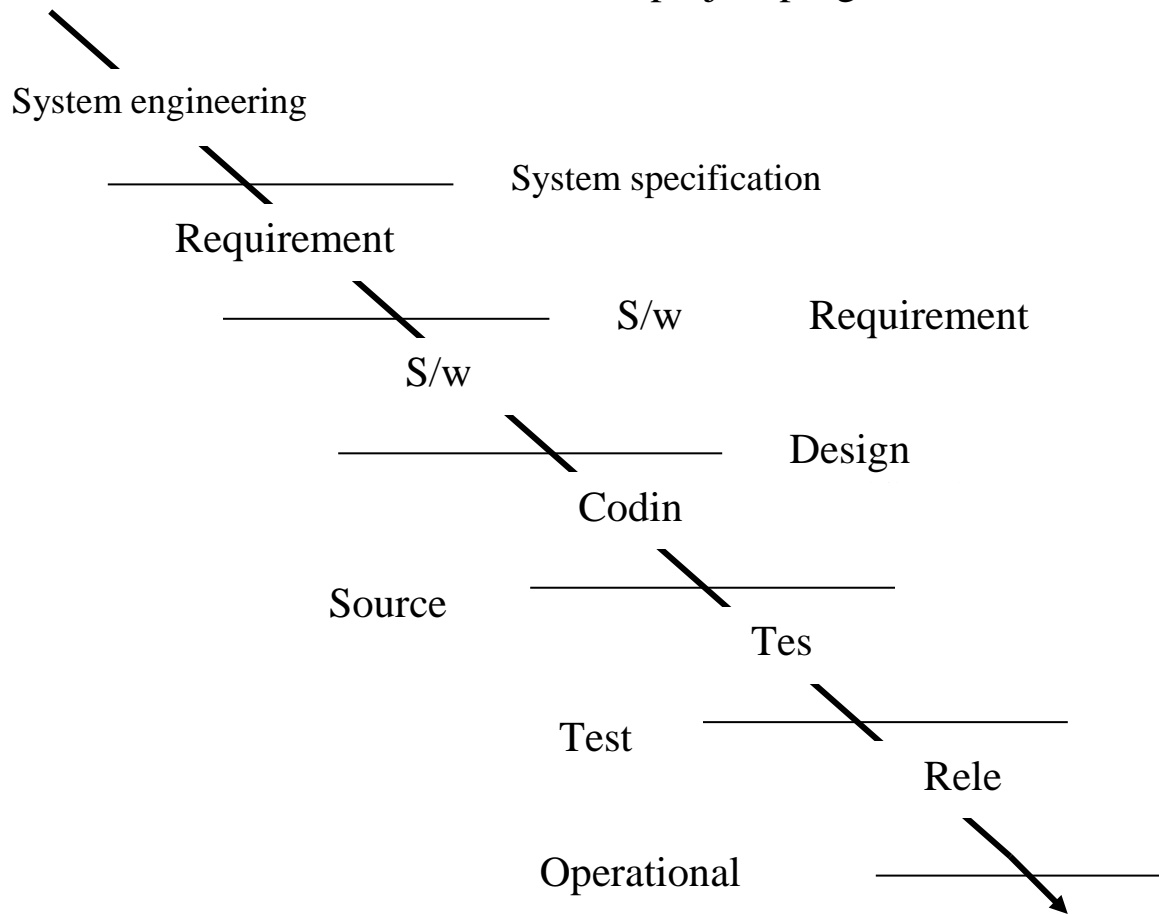 System engineering
System specification
Requirement
S/w Requirement
S/w
Design
Codin
Source
Tes
Test
Rele
Operational